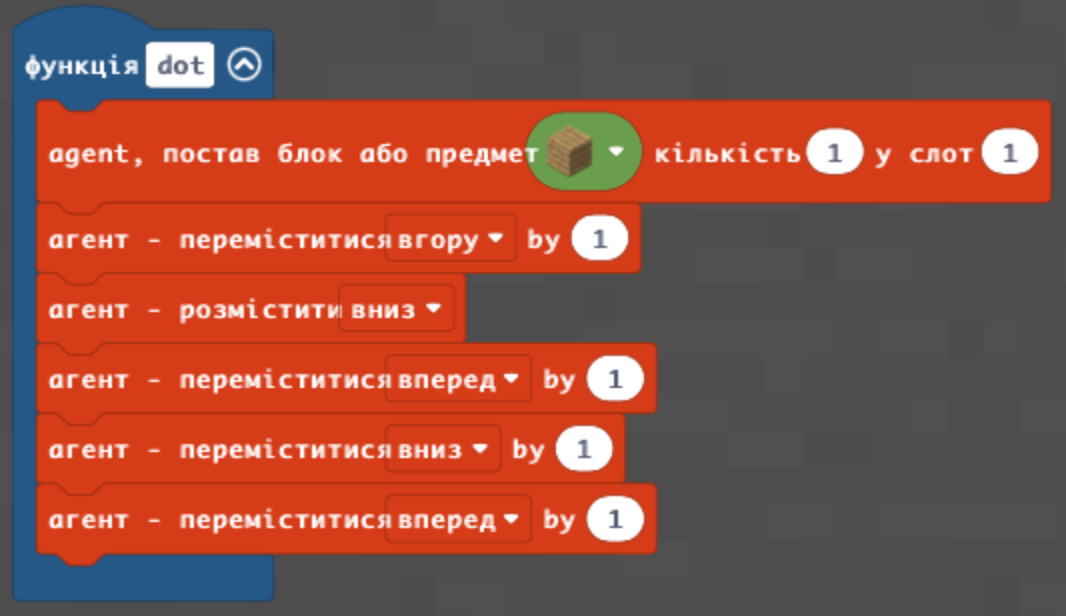 функція dot
agent, постав блок або предмет кількість 1 у слот 1
агент - переміститися вгору by 1
агент - розмістити вниз
агент - переміститися вперед by 1
агент - переміститися вниз by 1
агент - переміститися вперед by 1